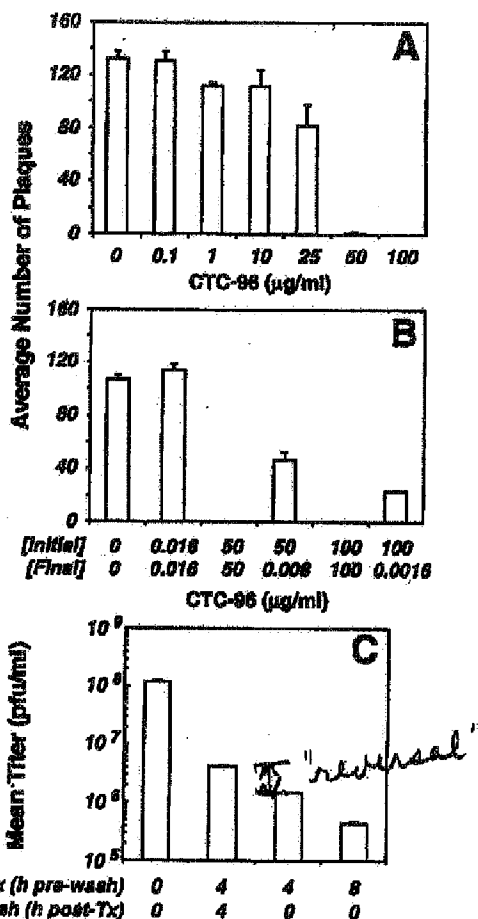 Average Number of Plaques
160
A
120
80
40
0
0 0.1 1 10 25 50 100
CTC-96 (µg/ml)
160
B
120
80
40
0
[Initial] 0 0.016 50 50 100 100
[Final] 0 0.016 50 0.008 100 0.0016
CTC-96 (µg/ml)
Mean Titer (pfu/ml)
10⁹
C
10⁸
10⁷
"reversal"
10⁶
10⁵
x (h pre-wash) 0 4 4 8
sh (h post-Tx) 0 4 0 0